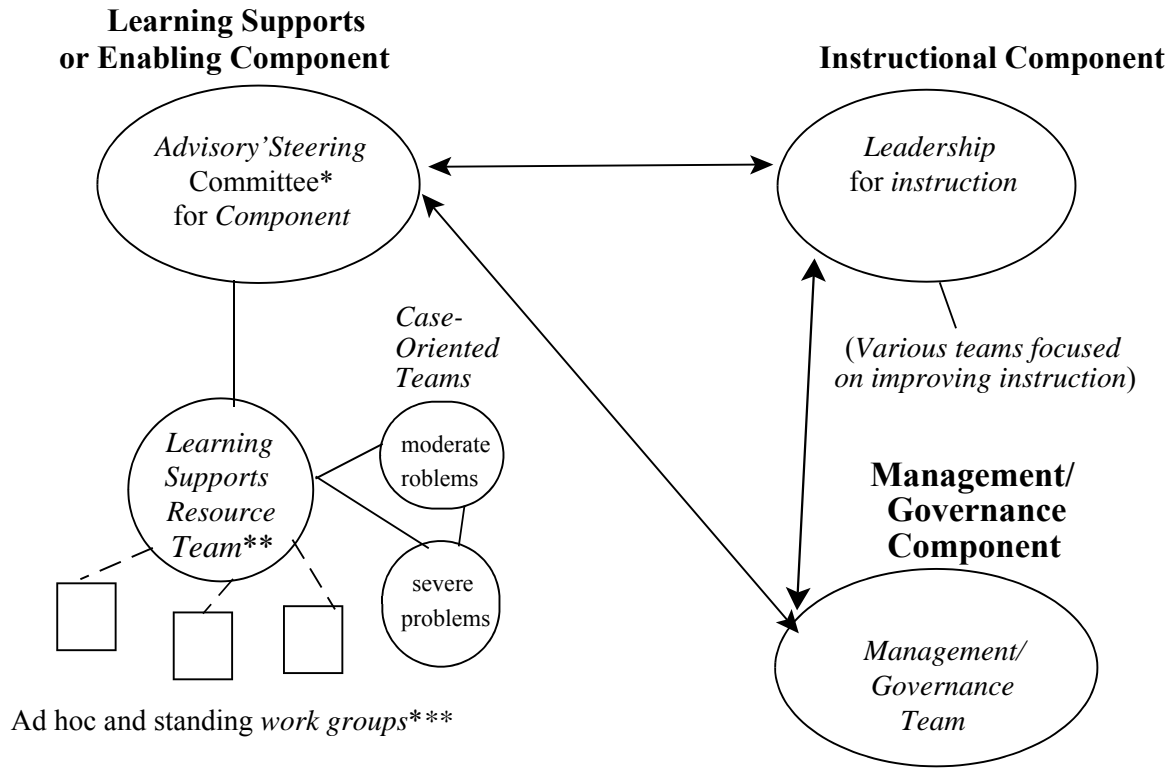 Learning Supports
or Enabling Component
Instructional Component
Advisory'Steering
Committee*
for Component
Leadership
for instruction
Case-
Oriented
Teams
(Various teams focused
on improving instruction)
Learning
Supports
Resource
Team**
moderate
roblems
severe
problems
Management/
Governance
Component
Management/
Governance
Team
Ad hoc and standing work groups***